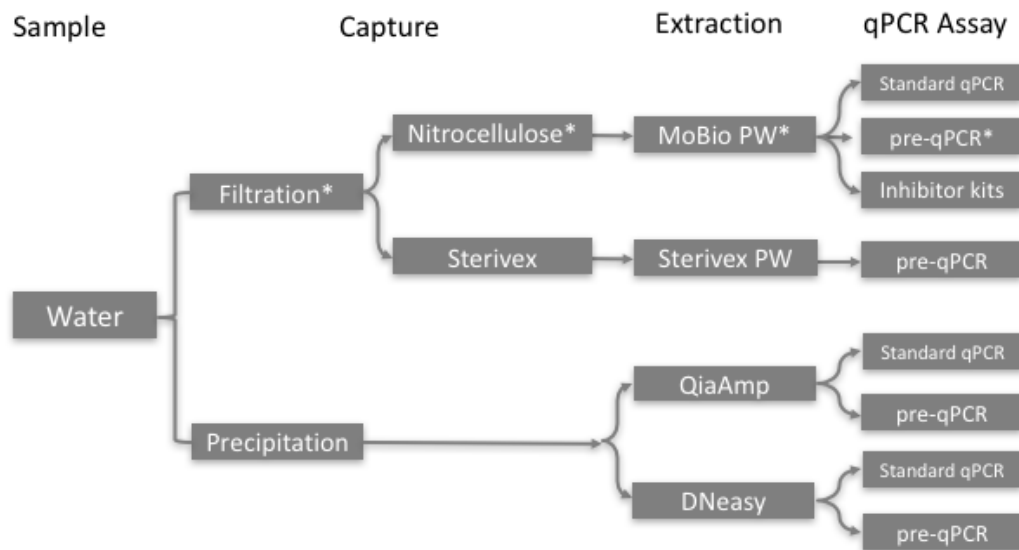 Sample
Capture
Extraction
qPCR Assay
Standard qPCR
Nitrocellulose*
MoBio PW*
pre-qPCR*
Filtration*
Inhibitor kits
Sterivex
Sterivex PW
pre-qPCR
Water
Standard qPCR
QiaAmp
pre-qPCR
Precipitation
Standard qPCR
DNeasy
pre-qPCR